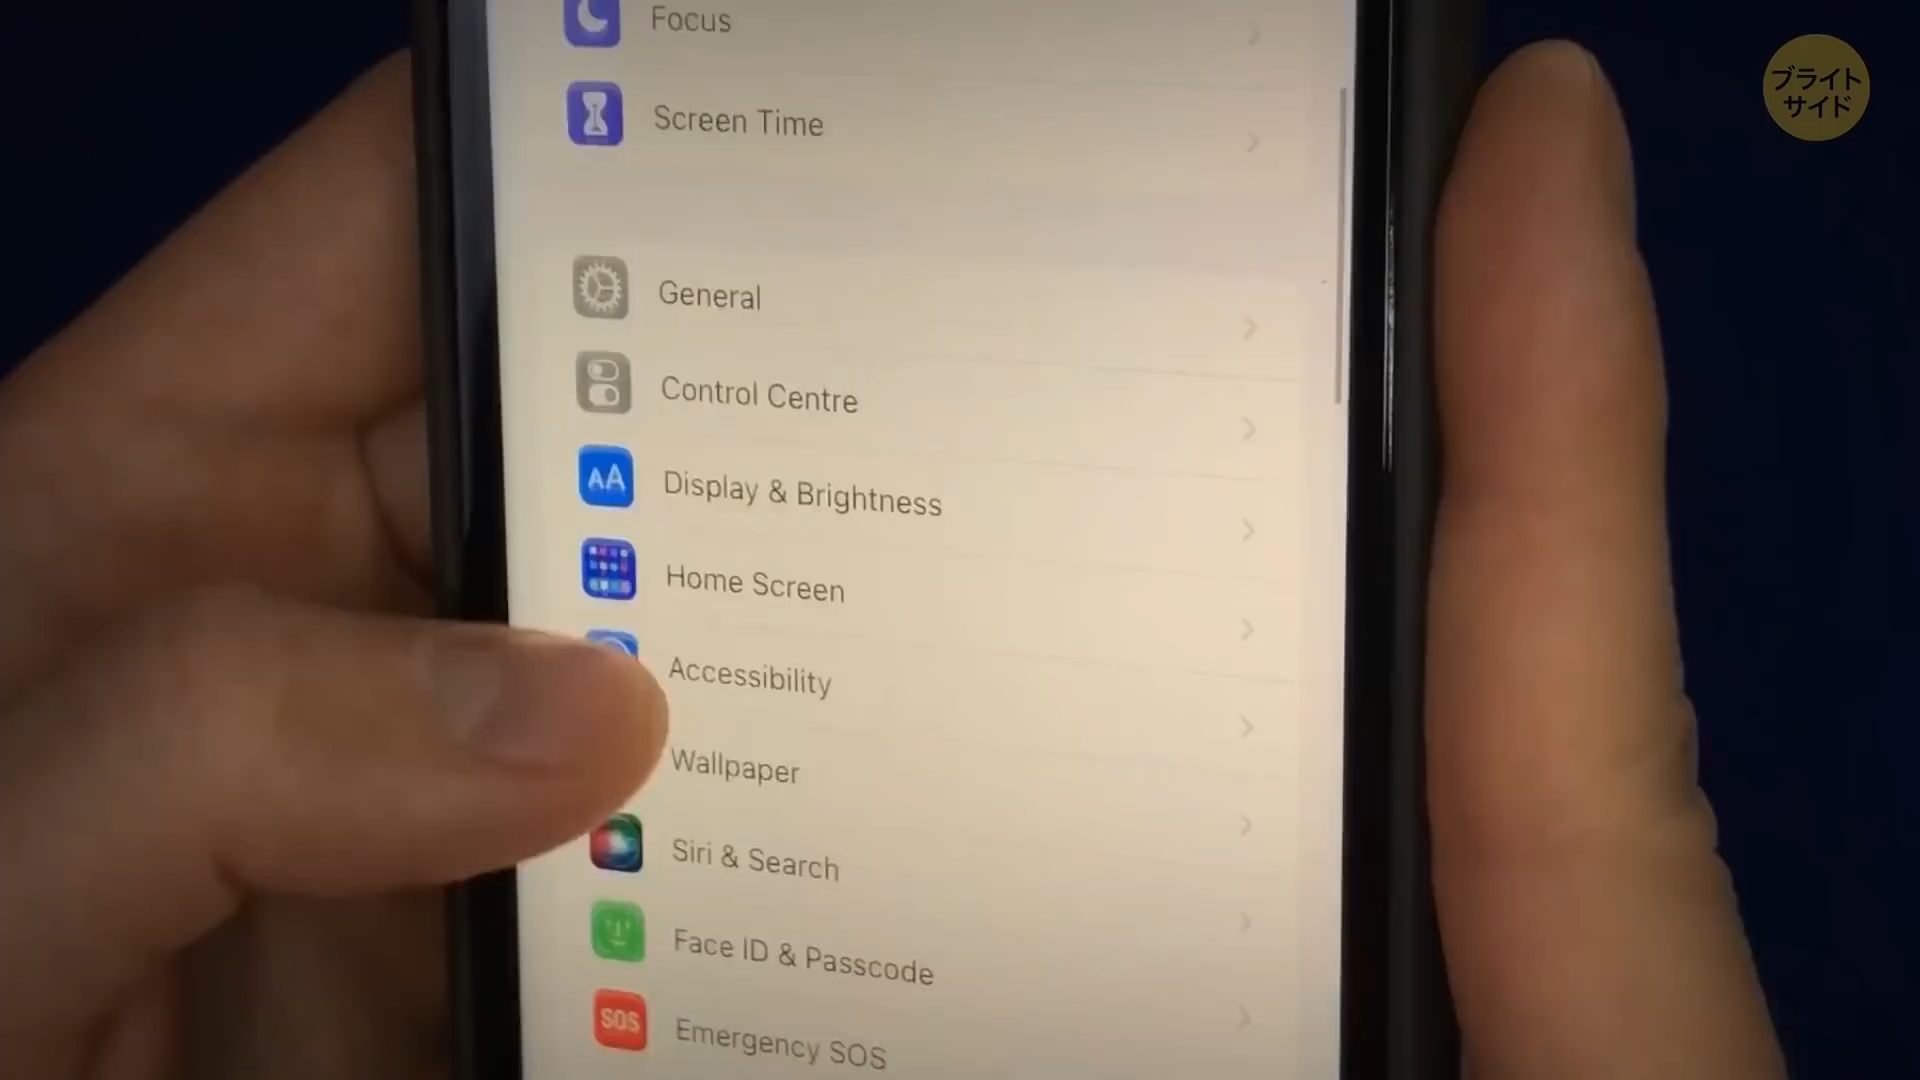 Focus
ブライト
サイド
Screen Time
General
Control Centre
AA
Display & Brightness
Home Screen
Accessibility
Wallpaper
Siri & Search
Face ID & Passcode
SOS
Emergency SOS